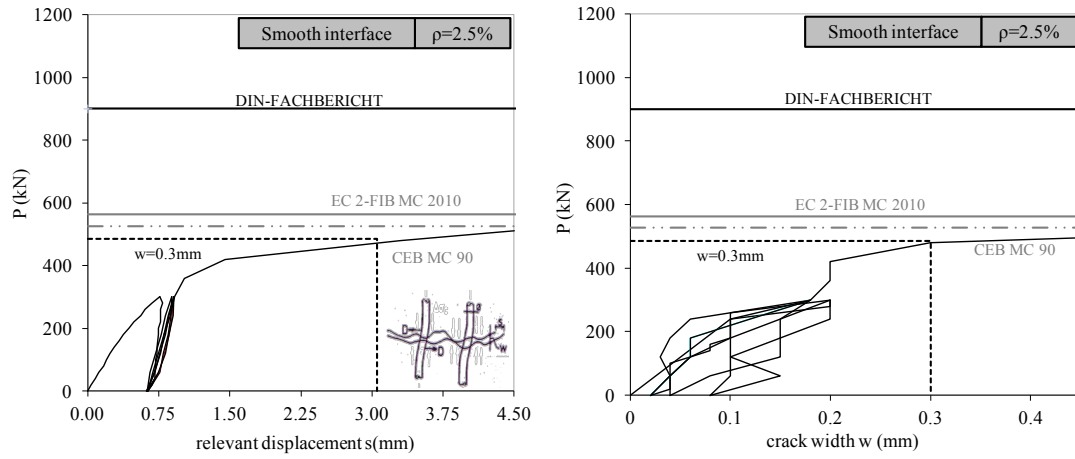 Smooth interface ρ=2.5%
1200
1000
800
600
400
200
0
P (kN)
DIN-FACHBERICHT
EC 2-FIB MC 2010
w=0.3mm
CEB MC 90
0.00 0.75 1.50 2.25 3.00 3.75 4.50
relevant displacement s(mm)
Smooth interface ρ=2.5%
1200
1000
800
600
400
200
0
P (kN)
DIN-FACHBERICHT
EC 2-FIB MC 2010
w=0.3mm
CEB MC 90
0 0.1 0.2 0.3 0.4
crack width w (mm)